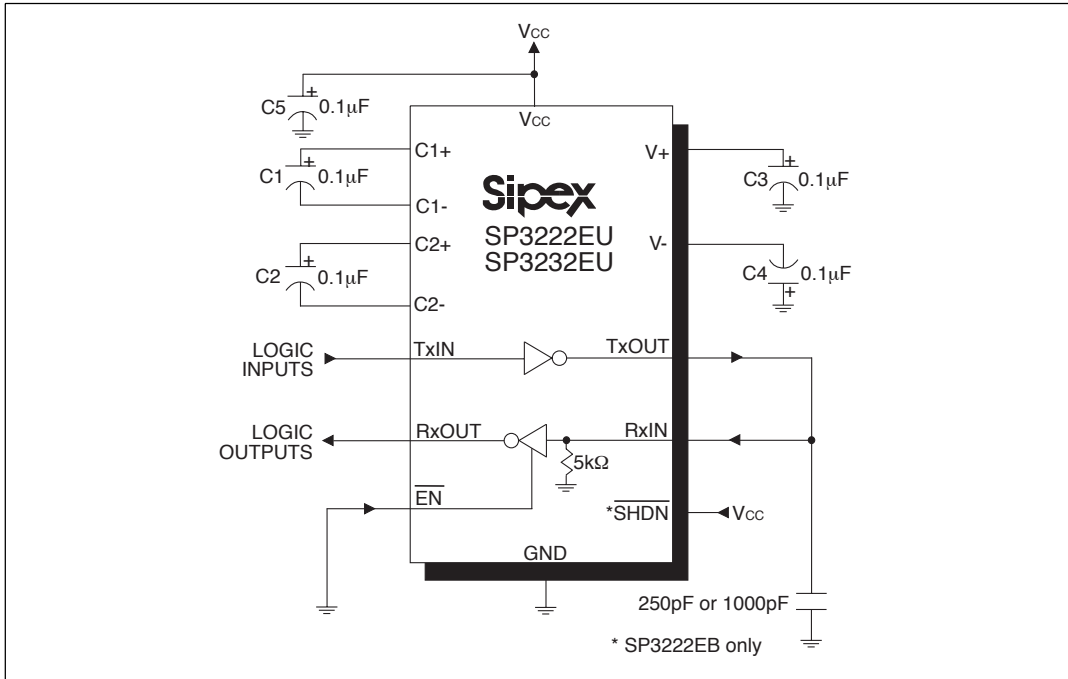 VCC
C5
+
0.1µF
VCC
C1+
V+
C1
+
0.1µF
C3
+
0.1µF
C1-
Sipex
SP3222EU
SP3232EU
C2+
V-
C2
+
0.1µF
C4
+
0.1µF
C2-
LOGIC
INPUTS
TxIN
TxOUT
LOGIC
OUTPUTS
RxOUT
RxIN
5kΩ
EN
*SHDN
VCC
GND
250pF or 1000pF
* SP3222EB only